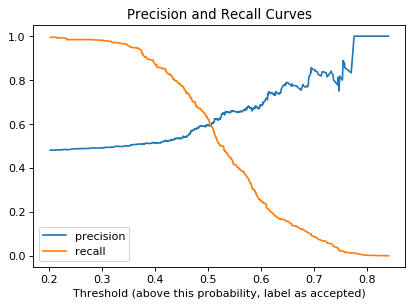 Precision and Recall Curves
1.0
0.8
0.6
0.4
0.2
0.0
precision
recall
0.2 0.3 0.4 0.5 0.6 0.7 0.8
Threshold (above this probability, label as accepted)